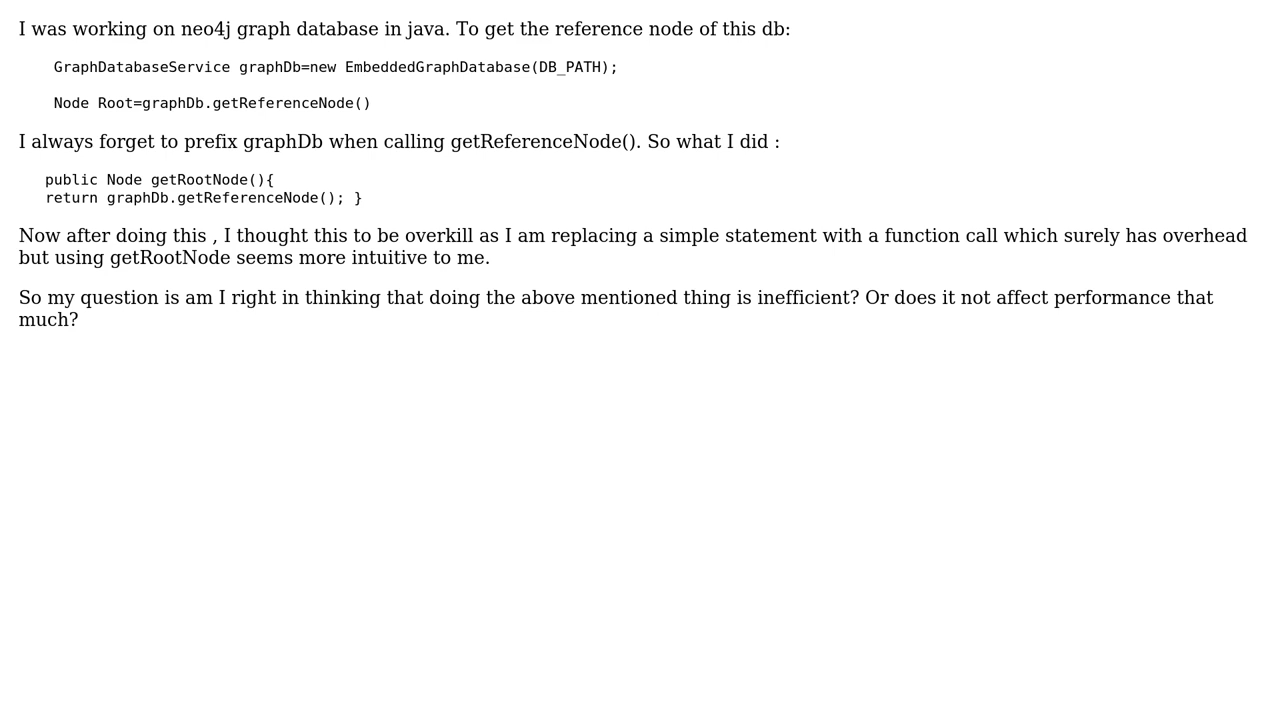 I was working on neo4j graph database in java. To get the reference node of this db:
GraphDatabaseService graphDb=new EmbeddedGraphDatabase(DB_PATH);
Node Root=graphDb.getReferenceNode()
I always forget to prefix graphDb when calling getReferenceNode(). So what I did :
public Node getRootNode(){
return graphDb.getReferenceNode(); }
Now after doing this , I thought this to be overkill as I am replacing a simple statement with a function call which surely has overhead
but using getRootNode seems more intuitive to me.
So my question is am I right in thinking that doing the above mentioned thing is inefficient? Or does it not affect performance that
much?